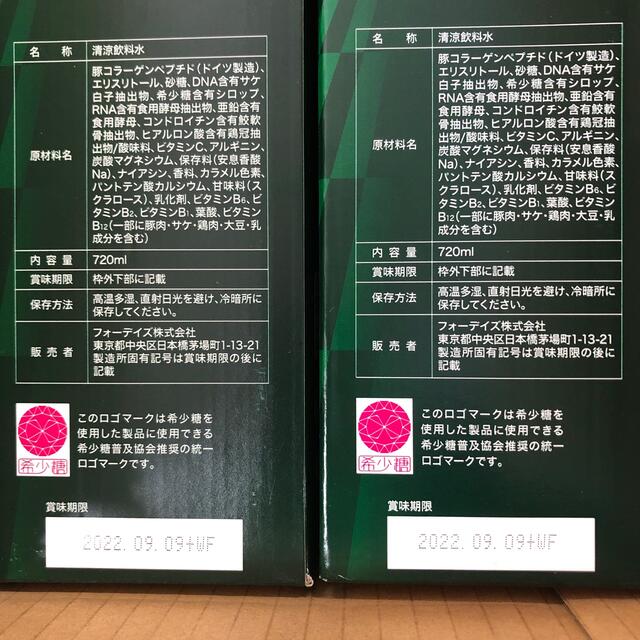 名称 清涼飲料水
原材料名
豚コラーゲンペプチド(ドイツ製造)、
エリスリトール、砂糖、DNA含有サケ
白子抽出物、希少糖含有シロップ、
RNA含有食用酵母抽出物、亜鉛含有
食用酵母、コンドロイチン含有鮫軟
骨抽出物、ヒアルロン酸含有鶏冠抽
出物/酸味料、ビタミンC、アルギニン、
炭酸マグネシウム、保存料(安息香酸
Na)、ナイアシン、香料、カラメル色素、
パントテン酸カルシウム、甘味料(ス
クラロース)、乳化剤、ビタミンB6、ビ
タミンB2、ビタミンB1、葉酸、ビタミン
B12(一部に豚肉・サケ・鶏肉・大豆・乳
成分を含む)
内容量 720ml
賞味期限 枠外下部に記載
保存方法 高温多湿、直射日光を避け、冷暗所に
保存してください。
販売者
フォーデイズ株式会社
東京都中央区日本橋茅場町1-13-21
製造所固有記号は賞味期限の後に
記載
希少糖
このロゴマークは希少糖を
使用した製品に使用できる
希少糖普及協会推奨の統一
ロゴマークです。
賞味期限
2022.09.09+WF
名称 清涼飲料水
原材料名
豚コラーゲンペプチド(ドイツ製造)、
エリスリトール、砂糖、DNA含有サケ
白子抽出物、希少糖含有シロップ、
RNA含有食用酵母抽出物、亜鉛含有
食用酵母、コンドロイチン含有鮫軟
骨抽出物、ヒアルロン酸含有鶏冠抽
出物/酸味料、ビタミンC、アルギニン、
炭酸マグネシウム、保存料(安息香酸
Na)、ナイアシン、香料、カラメル色素、
パントテン酸カルシウム、甘味料(ス
クラロース)、乳化剤、ビタミンB6、ビ
タミンB2、ビタミンB1、葉酸、ビタミン
B12(一部に豚肉・サケ・鶏肉・大豆・乳
成分を含む)
内容量 720ml
賞味期限 枠外下部に記載
保存方法 高温多湿、直射日光を避け、冷暗所に
保存してください。
販売者
フォーデイズ株式会社
東京都中央区日本橋茅場町1-13-21
製造所固有記号は賞味期限の後に
記載
希少糖
このロゴマークは希少糖を
使用した製品に使用できる
希少糖普及協会推奨の統一
ロゴマークです。
賞味期限
2022.09.09+WF